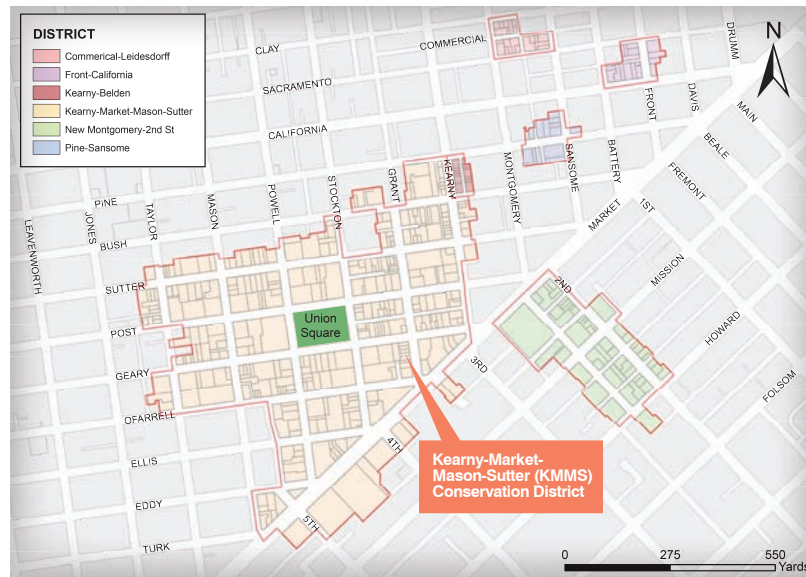 DISTRICT
Commerical-Leidesdorff
Front-California
Kearny-Belden
Kearny-Market-Mason-Sutter
New Montgomery-2nd St
Pine-Sansome
CLAY
COMMERCIAL
SACRAMENTO
CALIFORNIA
DRUMM
N
FRONT
DAVIS
MAIN
BEALE
FREMONT
1ST
MISSION
HOWARD
FOLSOM
LEAVENWORTH
JONES
TAYLOR
MASON
POWELL
STOCKTON
GRANT
KEARNY
MONTGOMERY
SANSOME
BATTERY
MARKET
PINE
BUSH
SUTTER
POST
GEARY
OFARRELL
ELLIS
EDDY
TURK
Union
Square
2ND
3RD
4TH
5TH
Kearny-Market-
Mason-Sutter (KMMS)
Conservation District
0 275 550
Yards